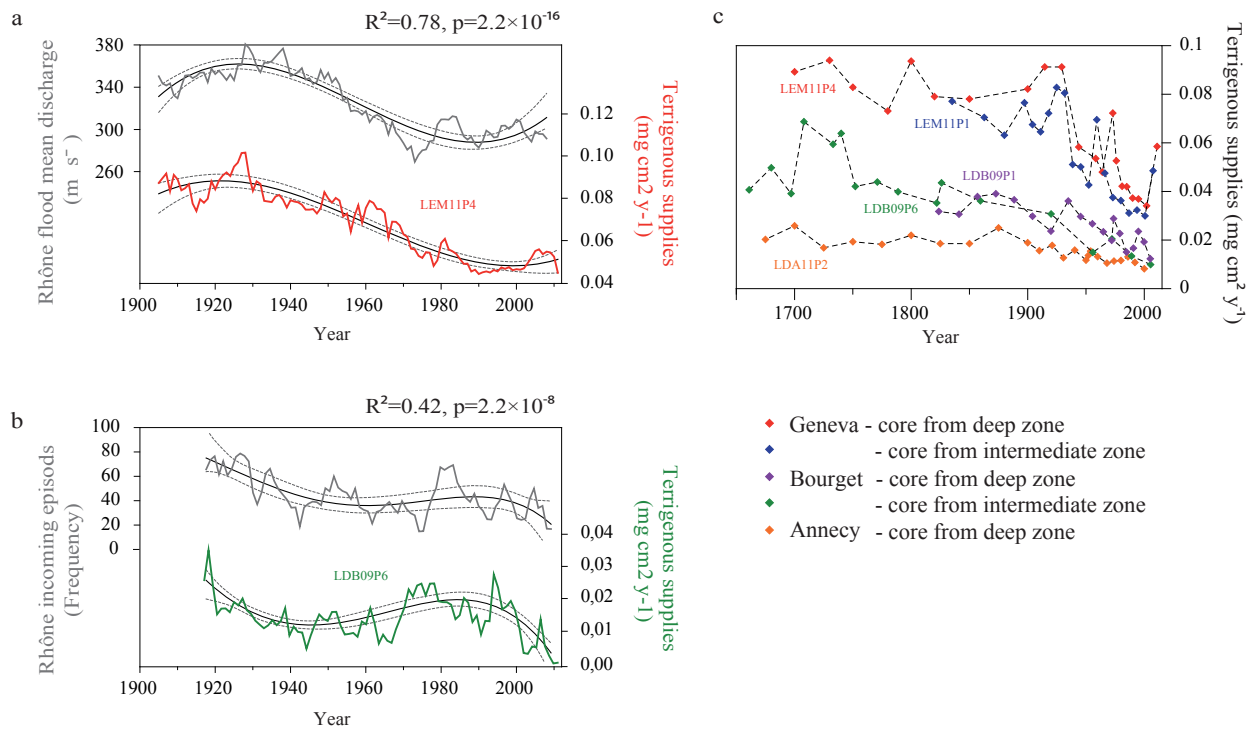 a
R²=0.78, p=2.2×10⁻¹⁶
Rhône flood mean discharge
(m s⁻)
380
340
300
260
Terrigenous supplies
(mg cm2 y-1)
0.12
0.10
0.08
0.06
0.04
LEM11P4
1900
1920
1940
1960
1980
2000
Year
b
R²=0.42, p=2.2×10⁻⁸
Rhône incoming episods
(Frequency)
100
80
60
40
20
0
Terrigenous supplies
(mg cm2 y-1)
0,04
0,03
0,02
0,01
0,00
LDB09P6
1900
1920
1940
1960
1980
2000
Year
c
LEM11P4
LEM11P1
LDB09P1
LDB09P6
LDA11P2
0.1
0.08
0.06
0.04
0.02
0
Terrigenous supplies (mg cm² y⁻¹)
1700
1800
1900
2000
Year
Geneva - core from deep zone
- core from intermediate zone
Bourget - core from deep zone
- core from intermediate zone
Annecy - core from deep zone